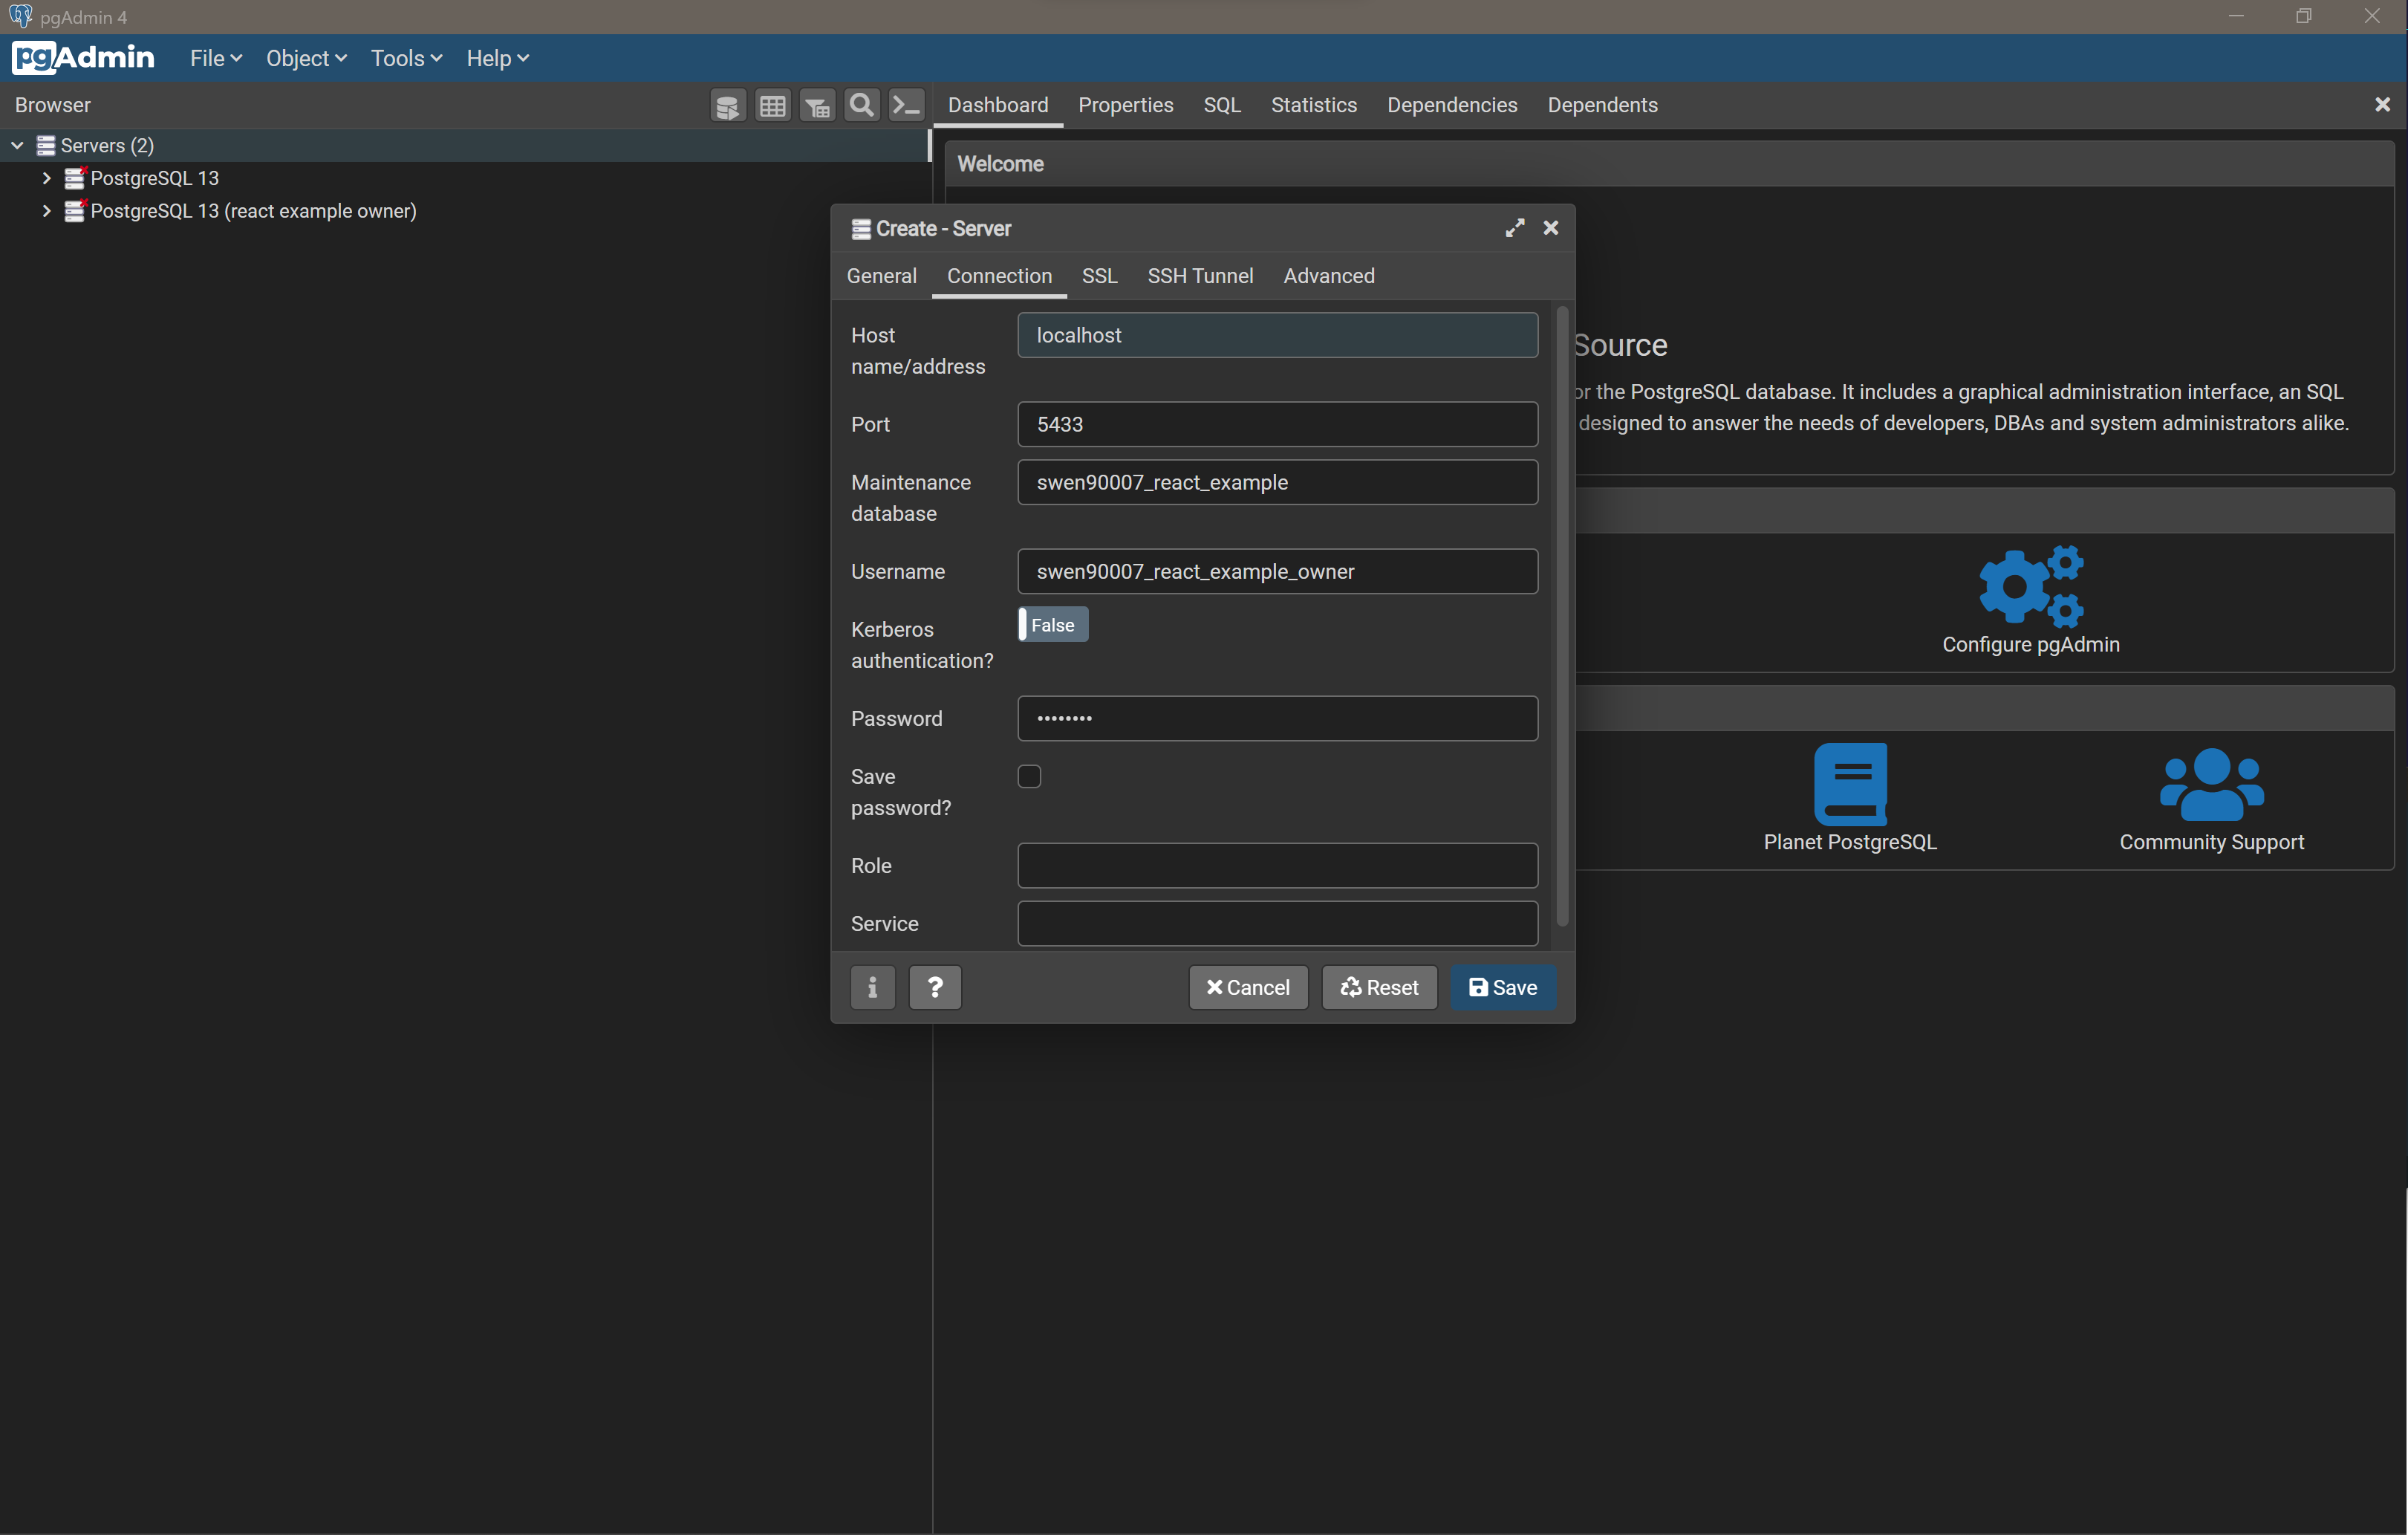 pgAdmin 4
pgAdmin File Object Tools Help
Browser
Dashboard Properties SQL Statistics Dependencies Dependents
Servers (2)
PostgreSQL 13
PostgreSQL 13 (react example owner)
Welcome
Create - Server
General Connection SSL SSH Tunnel Advanced
Host name/address
localhost
Port
5433
Maintenance database
swen90007_react_example
Username
swen90007_react_example_owner
Kerberos authentication?
False
Password
••••••••
Save password?
Role
Service
i ? Cancel Reset Save
Source
or the PostgreSQL database. It includes a graphical administration interface, an SQL
designed to answer the needs of developers, DBAs and system administrators alike.
Configure pgAdmin
Planet PostgreSQL
Community Support